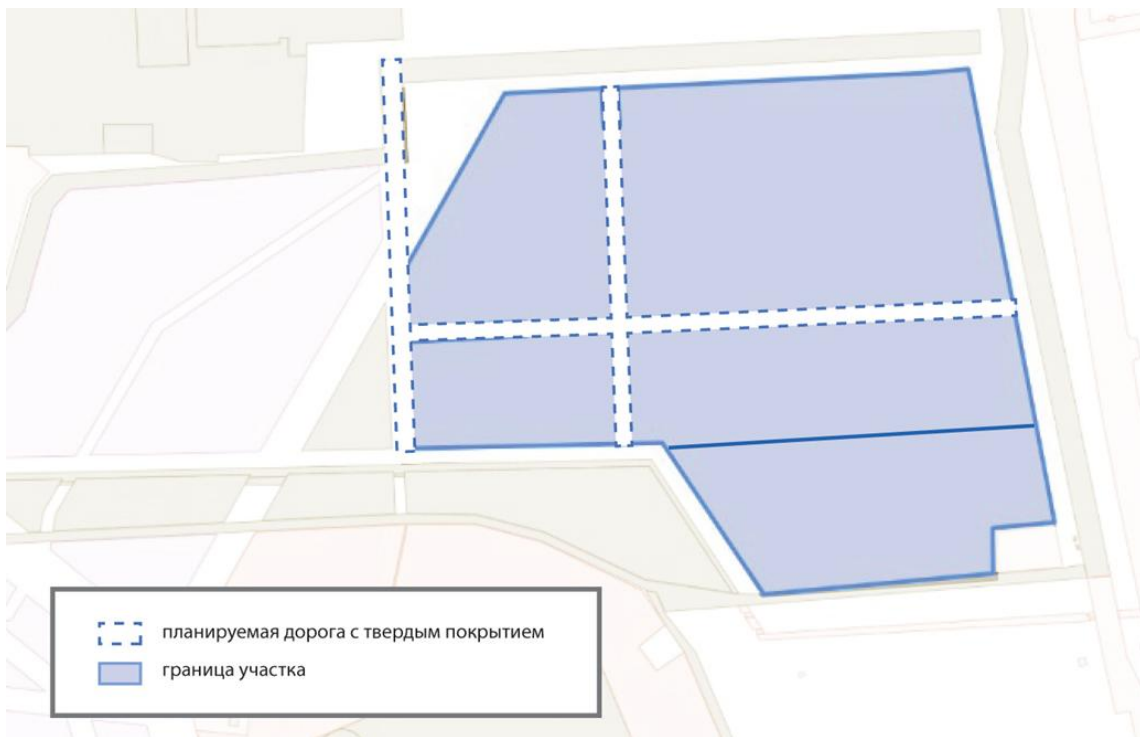 планируемая дорога с твердым покрытием
граница участка